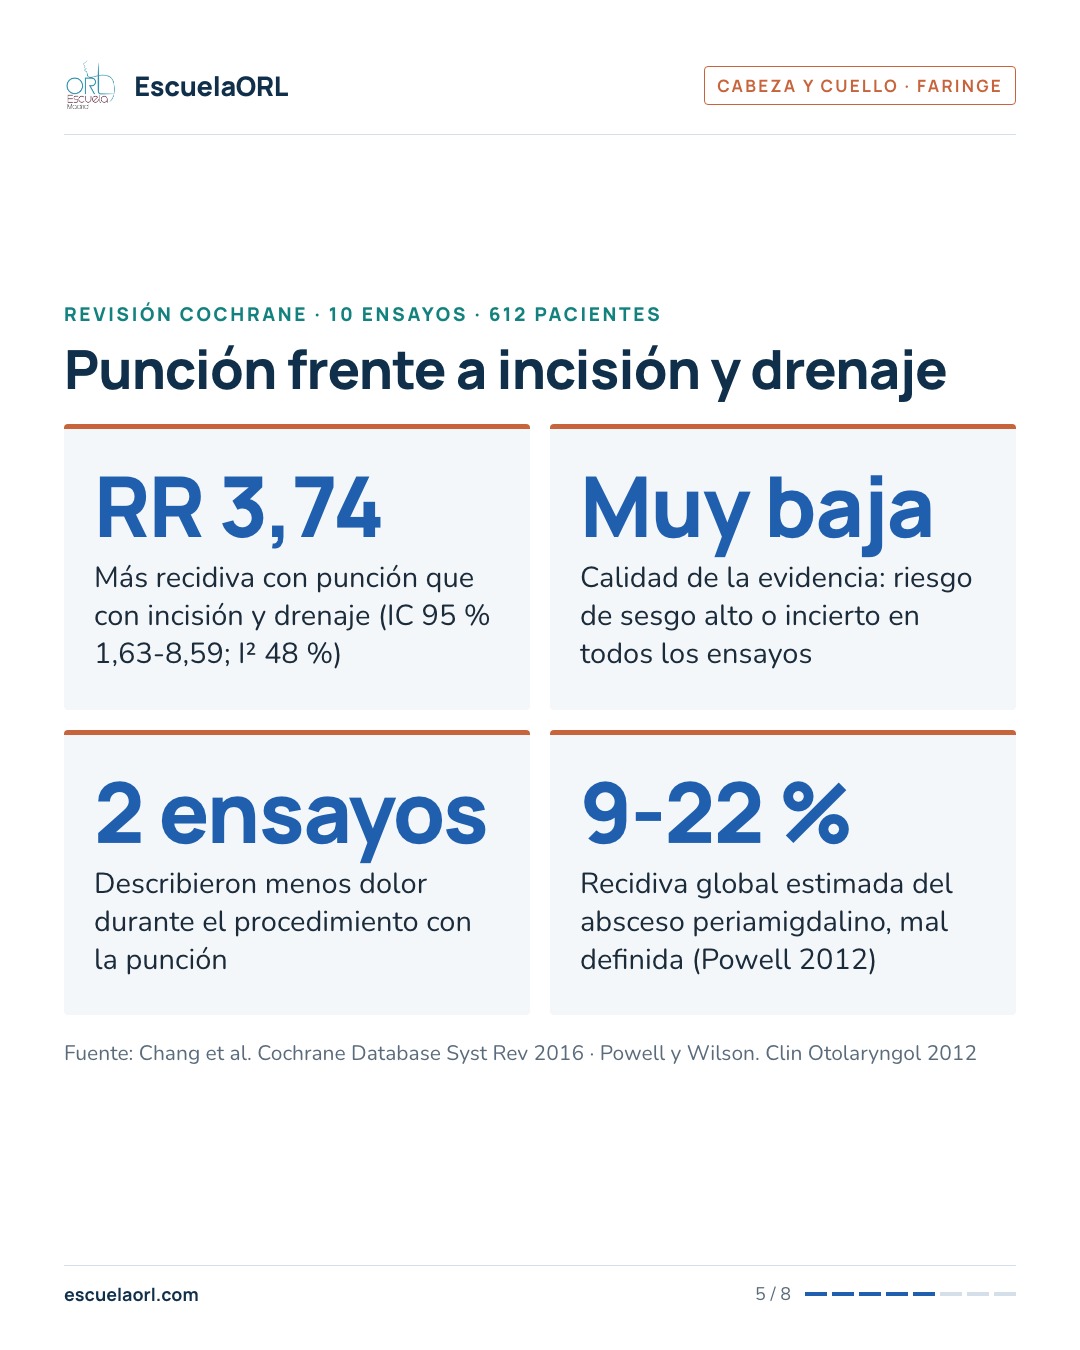 ORL
Escuela
Madrid
EscuelaORL
CABEZA Y CUELLO · FARINGE
REVISIÓN COCHRANE · 10 ENSAYOS · 612 PACIENTES
Punción frente a incisión y drenaje
RR 3,74
Más recidiva con punción que
con incisión y drenaje (IC 95 %
1,63-8,59; I² 48 %)
Muy baja
Calidad de la evidencia: riesgo
de sesgo alto o incierto en
todos los ensayos
2 ensayos
Describieron menos dolor
durante el procedimiento con
la punción
9-22 %
Recidiva global estimada del
absceso periamigdalino, mal
definida (Powell 2012)
Fuente: Chang et al. Cochrane Database Syst Rev 2016 · Powell y Wilson. Clin Otolaryngol 2012
escuelaorl.com
5 / 8